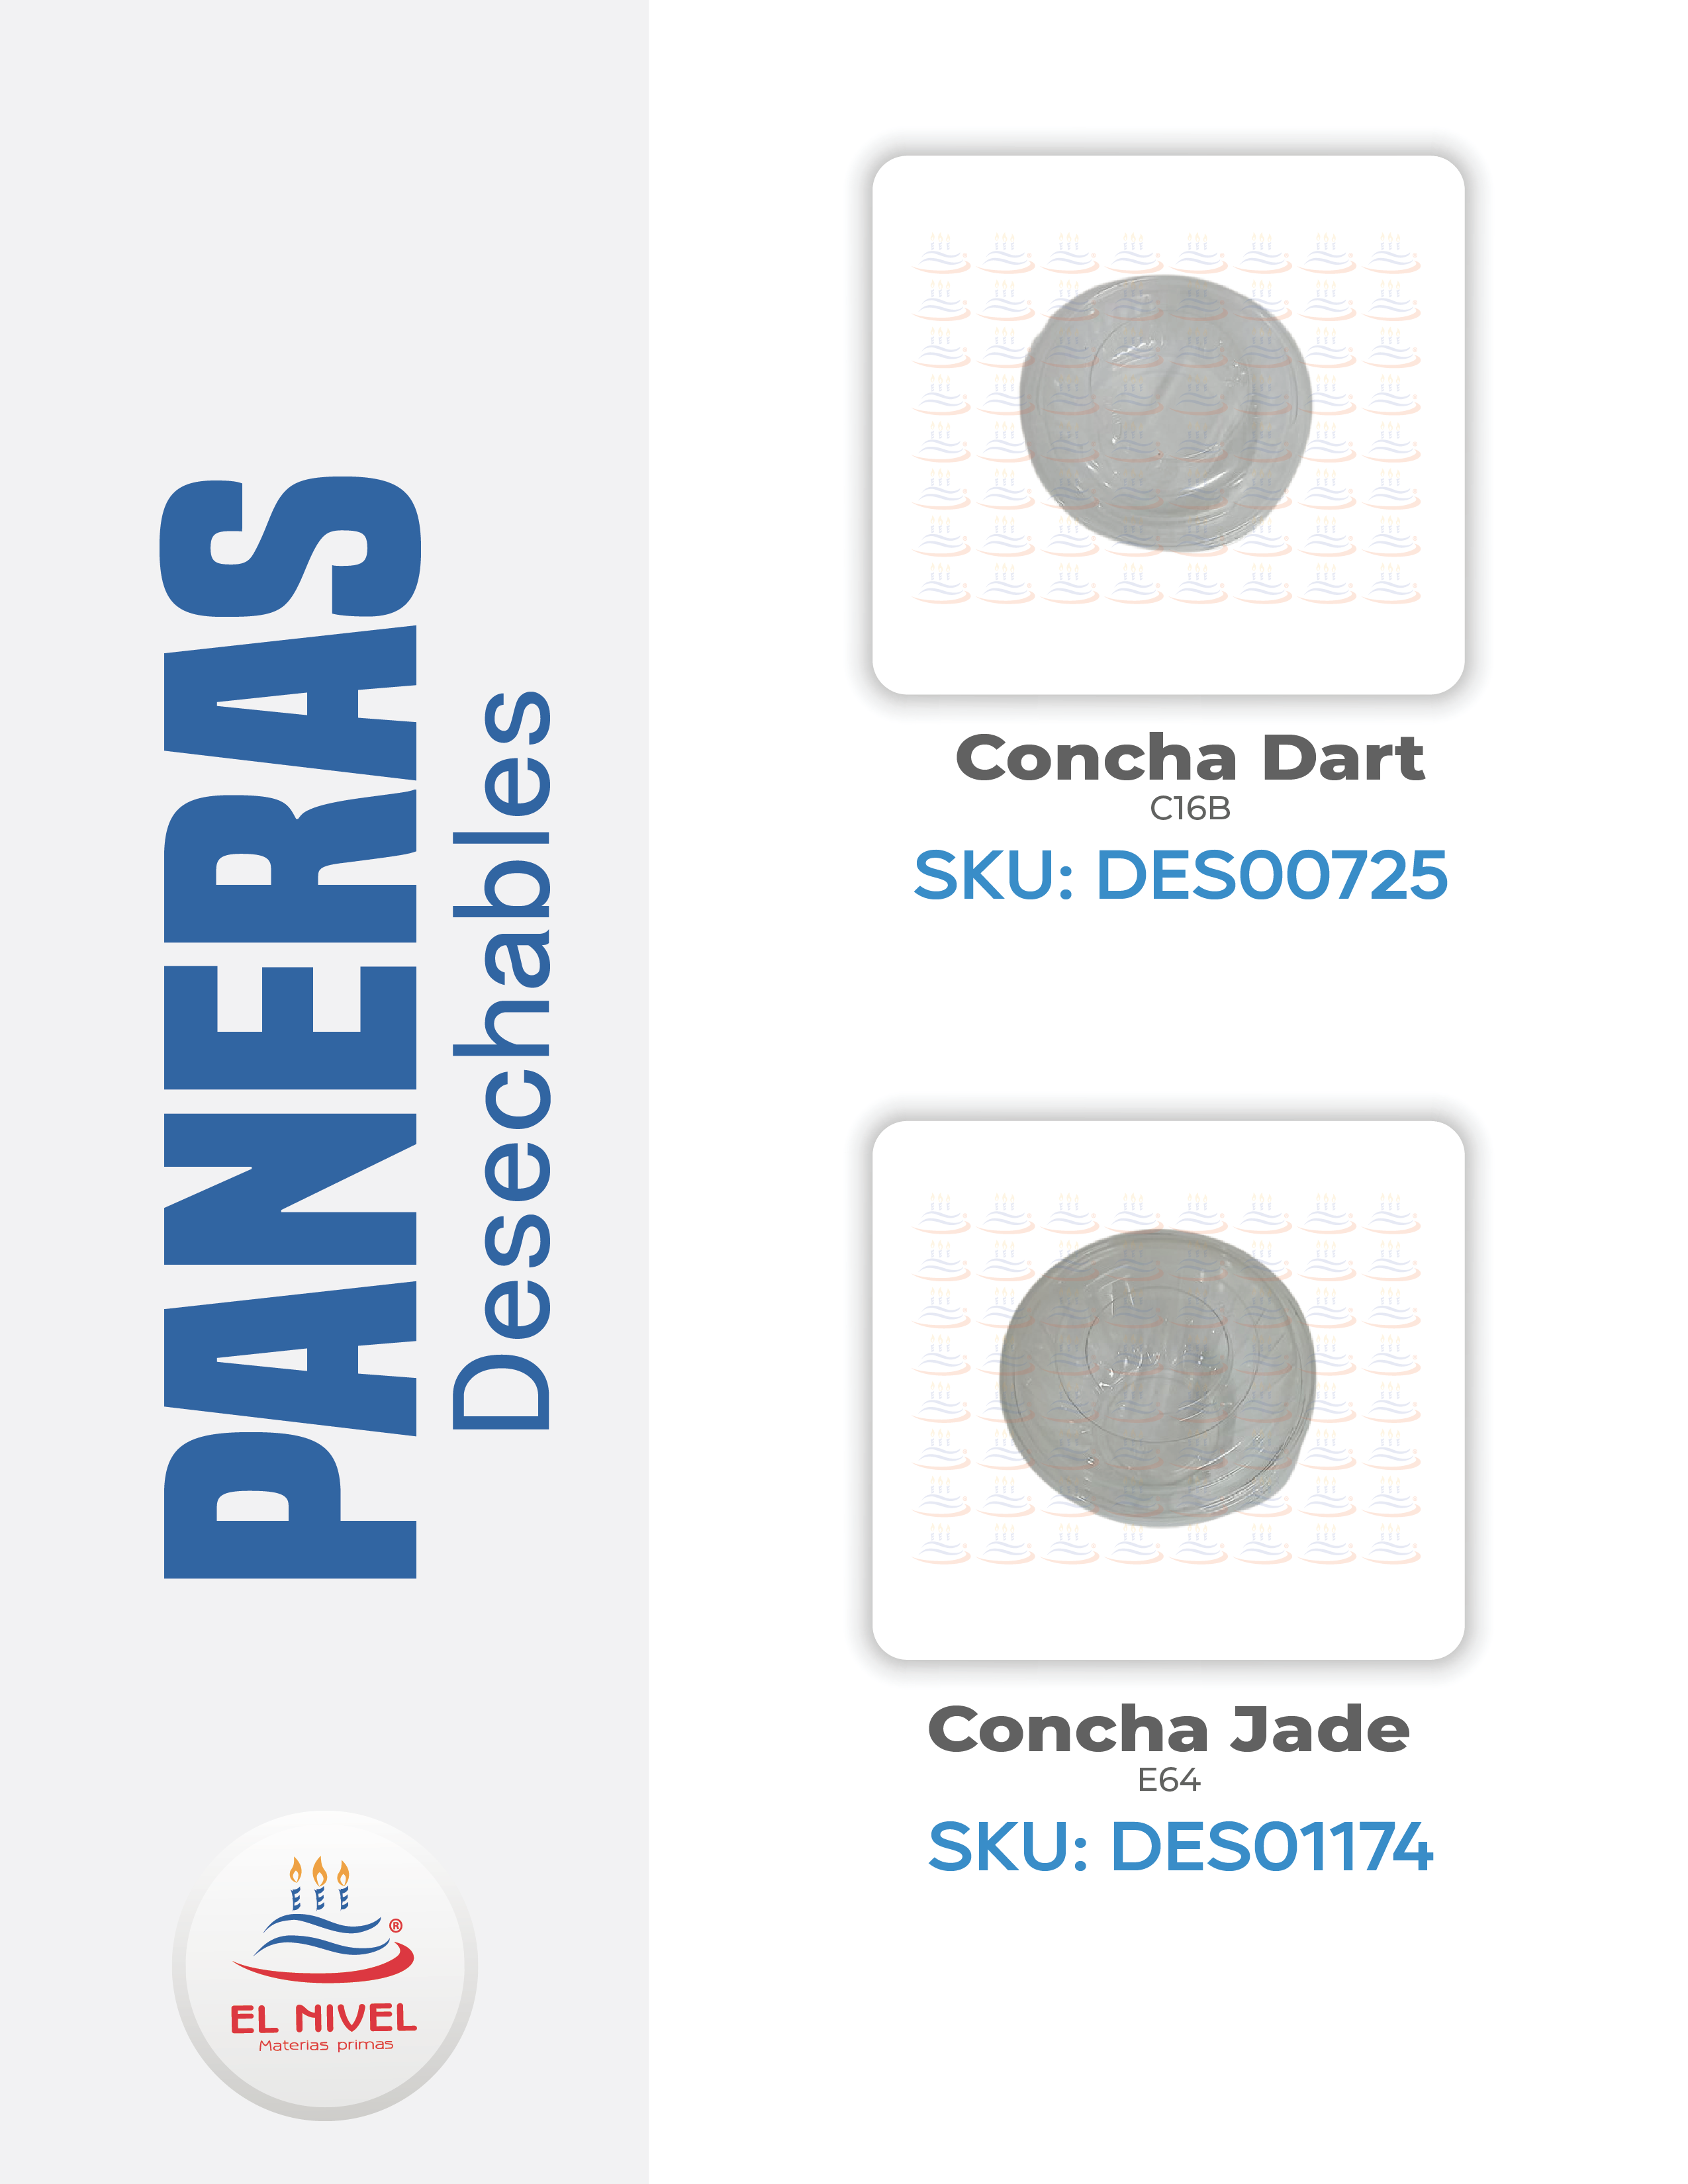 PANERAS
Desechables
Concha Dart
C16B
SKU: DES00725
Concha Jade
E64
SKU: DES01174
®
EL NIVEL
Materias primas